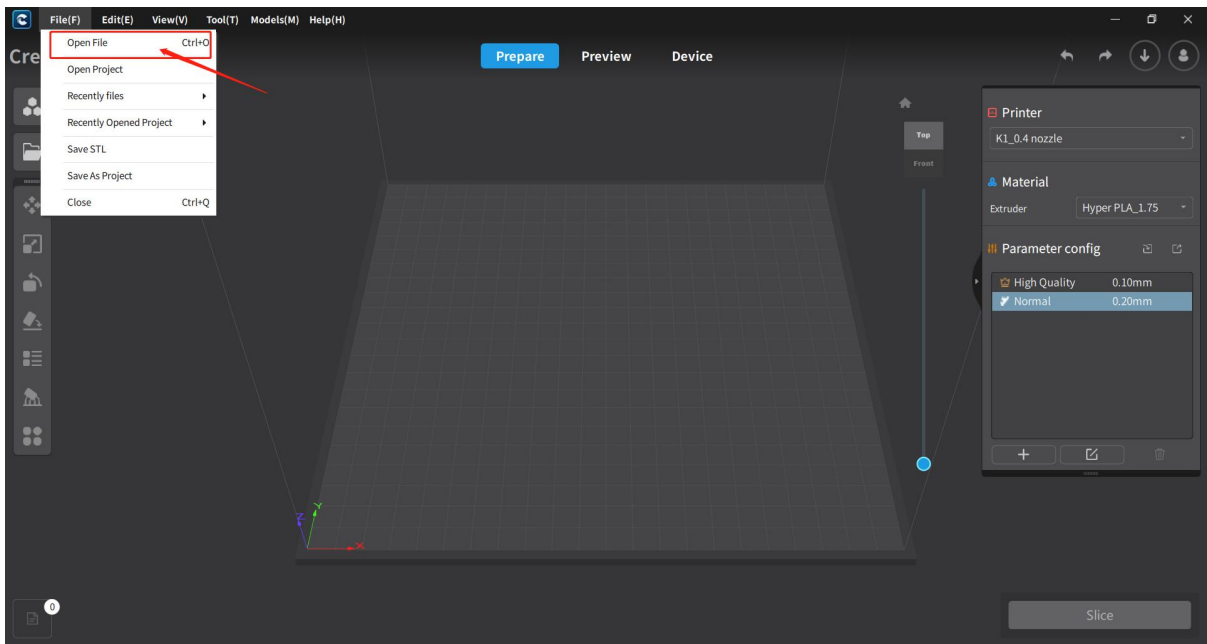 File(F) Edit(E) View(V) Tool(T) Models(M) Help(H)
Open File Ctrl+O
Open Project
Recently files
Recently Opened Project
Save STL
Save As Project
Close Ctrl+Q
Cre
Prepare Preview Device
Top
Front
Printer
K1_0.4 nozzle
Material
Extruder Hyper PLA_1.75
Parameter config
High Quality 0.10mm
Normal 0.20mm
Z
Y
X
0
Slice